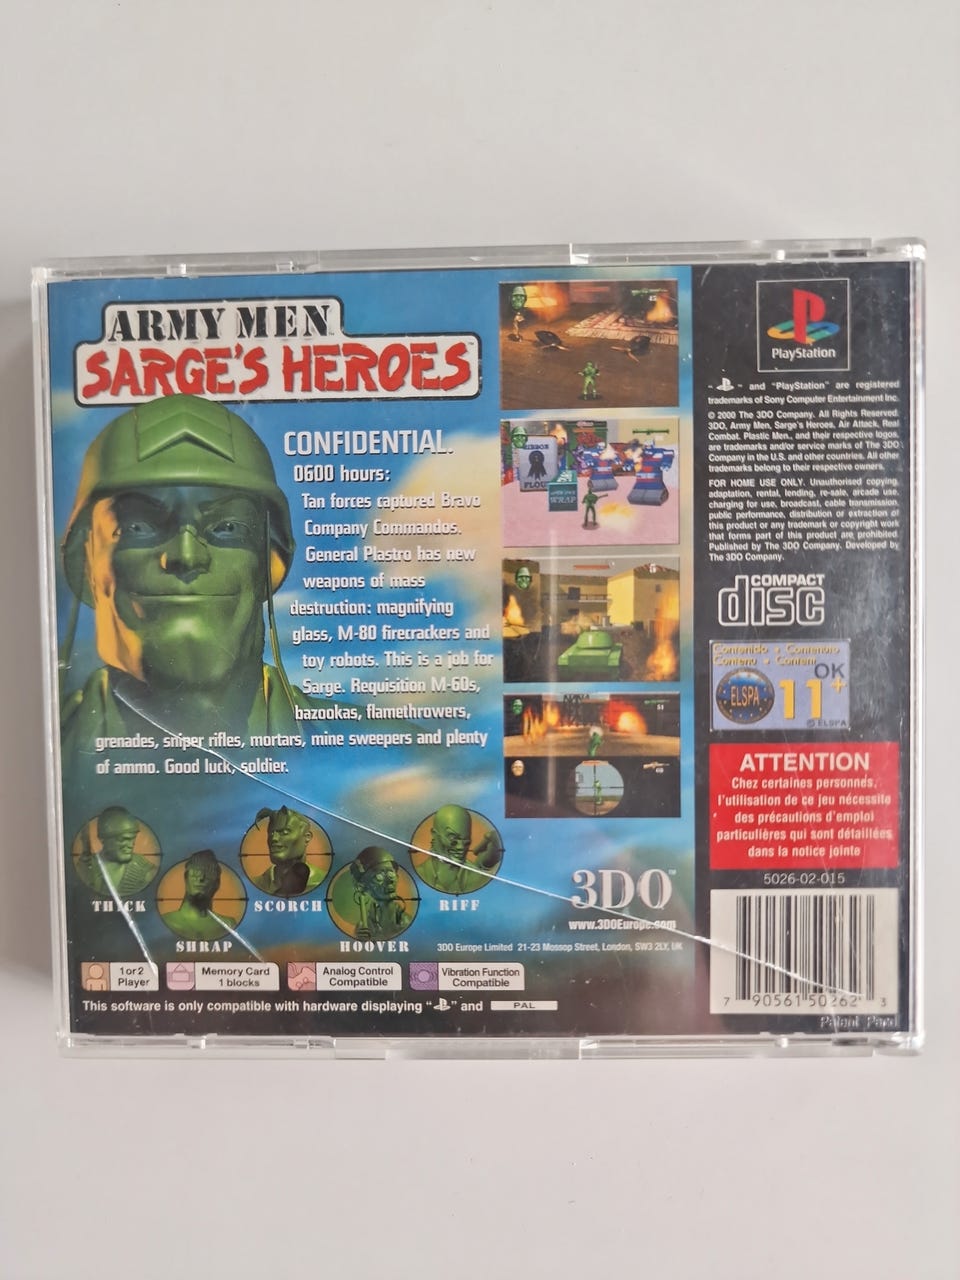 ARMY MEN
SARGE'S HEROES
CONFIDENTIAL.
0600 hours:
Tan forces captured Bravo
Company Commandos.
General Plastro has new
weapons of mass
destruction: magnifying
glass, M-80 firecrackers and
toy robots. This is a job for
Sarge. Requisition M-60s,
bazookas, flamethrowers,
grenades, sniper rifles, mortars, mine sweepers and plenty
of ammo. Good luck, soldier.
THICK
SHRAP
SCORCH
HOOVER
RIFF
3DO™
www.3DOEurope.com
3DO Europe Limited 21-23 Mossop Street, London, SW3 2LY, UK
1 or 2
Player
Memory Card
1 blocks
Analog Control
Compatible
Vibration Function
Compatible
This software is only compatible with hardware displaying " " and PAL
FLOU
WRAP
PlayStation
" " and "PlayStation" are registered
trademarks of Sony Computer Entertainment Inc.
© 2000 The 3DO Company. All Rights Reserved.
3DO, Army Men, Sarge's Heroes, Air Attack, Real
Combat. Plastic Men., and their respective logos,
are trademarks and/or service marks of The 3DO
Company in the U.S. and other countries. All other
trademarks belong to their respective owners.
FOR HOME USE ONLY. Unauthorised copying,
adaptation, rental, lending, re-sale, arcade use,
charging for use, broadcast, cable transmission,
public performance, distribution or extraction of
this product or any trademark or copyright work
that forms part of this product are prohibited.
Published by The 3DO Company. Developed by
The 3DO Company.
COMPACT
disc
Contenido • Contenuto
Contenu • Contem
OK
ELSPA
11+
© ELSPA
ATTENTION
Chez certaines personnes,
l'utilisation de ce jeu nécessite
des précautions d'emploi
particulières qui sont détaillées
dans la notice jointe
5026-02-015
7 90561 50262 3
Patent Pend